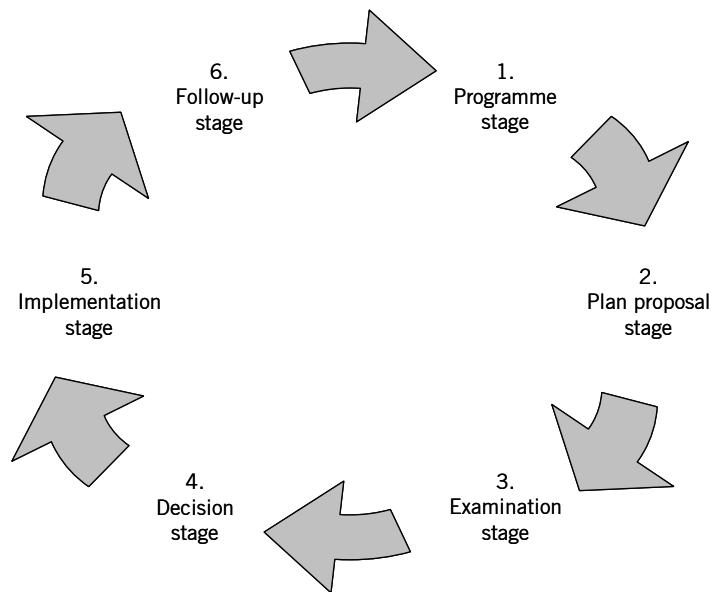 1.
Programme
stage
2.
Plan proposal
stage
3.
Examination
stage
4.
Decision
stage
5.
Implementation
stage
6.
Follow-up
stage